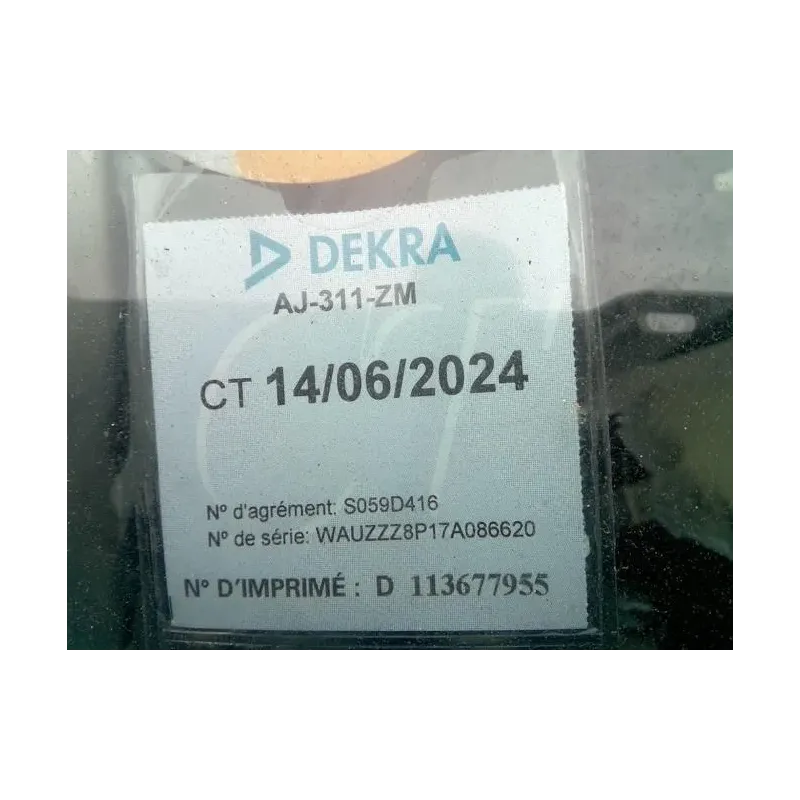 DEKRA
AJ-311-ZM
CT 14/06/2024
N° d'agrément: S059D416
N° de série: WAUZZZ8P17A086620
N° D'IMPRIMÉ : D 113677955